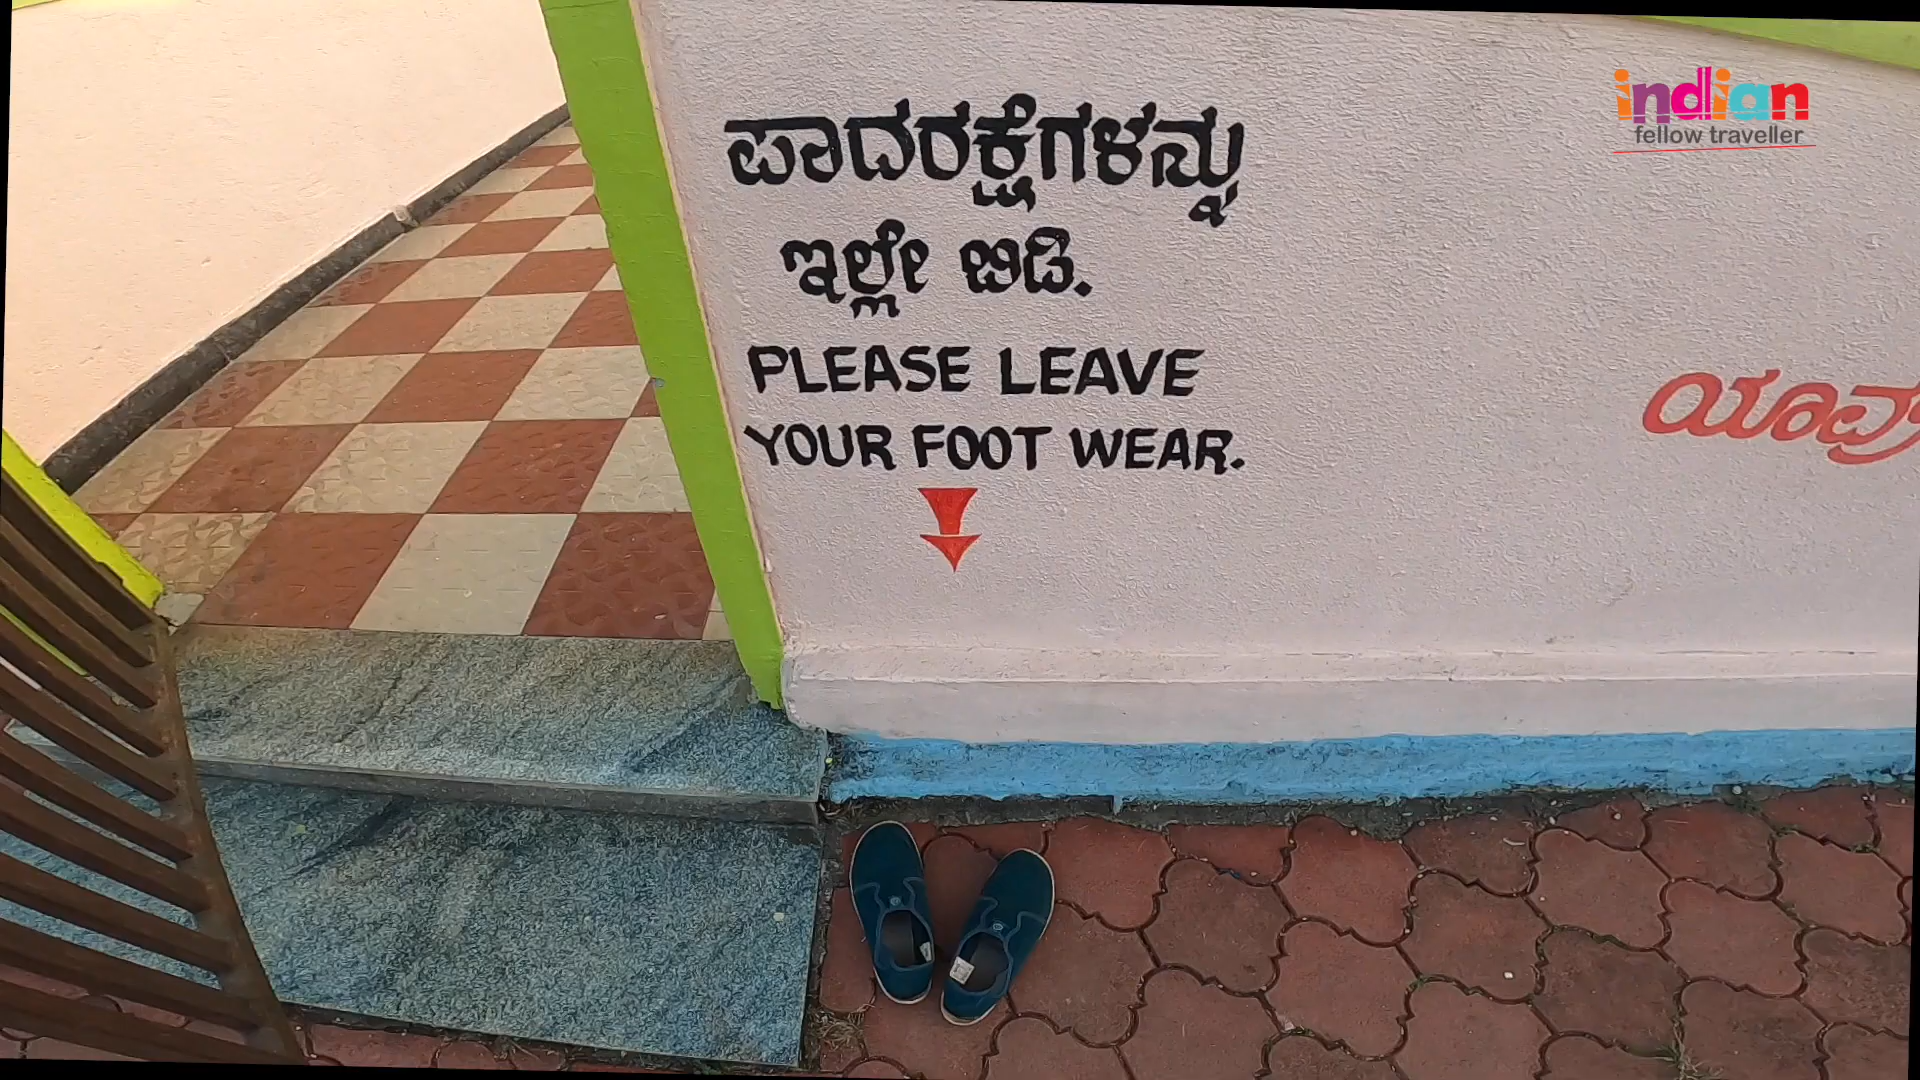 ಪಾದರಕ್ಷೆಗಳನ್ನು
ಇಲ್ಲೇ ಬಿಡಿ.
PLEASE LEAVE
YOUR FOOT WEAR.
indian
fellow traveller